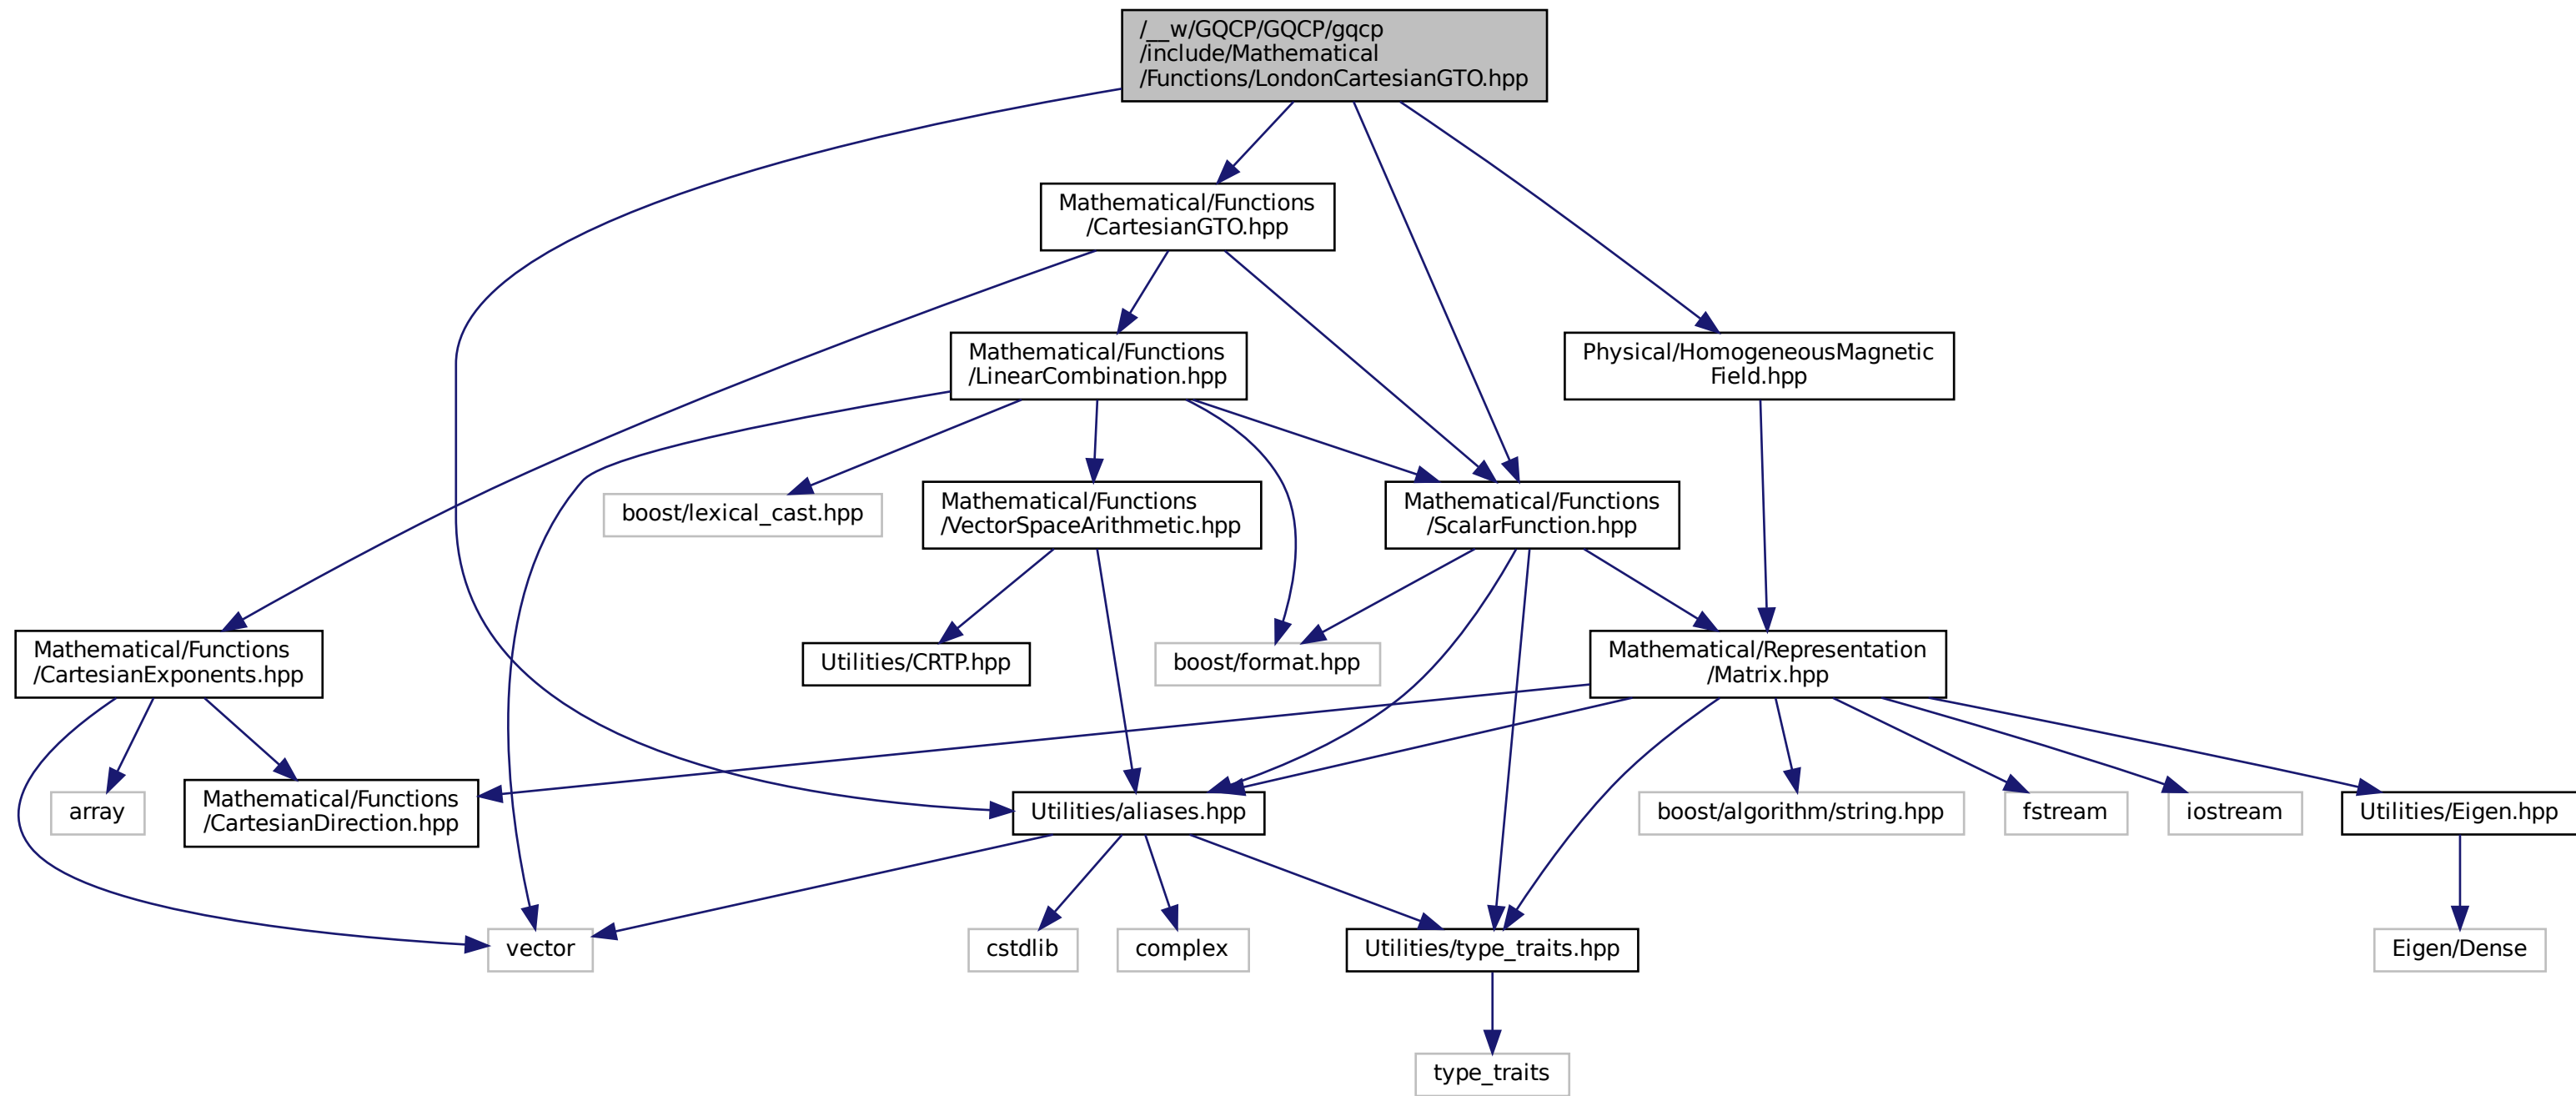 /__w/GQCP/GQCP/gqcp
/include/Mathematical
/Functions/LondonCartesianGTO.hpp
Mathematical/Functions
/CartesianGTO.hpp
Mathematical/Functions
/LinearCombination.hpp
Physical/HomogeneousMagnetic
Field.hpp
boost/lexical_cast.hpp
Mathematical/Functions
/VectorSpaceArithmetic.hpp
Mathematical/Functions
/ScalarFunction.hpp
Mathematical/Functions
/CartesianExponents.hpp
Utilities/CRTP.hpp
boost/format.hpp
Mathematical/Representation
/Matrix.hpp
array
Mathematical/Functions
/CartesianDirection.hpp
Utilities/aliases.hpp
boost/algorithm/string.hpp
fstream
iostream
Utilities/Eigen.hpp
vector
cstdlib
complex
Utilities/type_traits.hpp
Eigen/Dense
type_traits